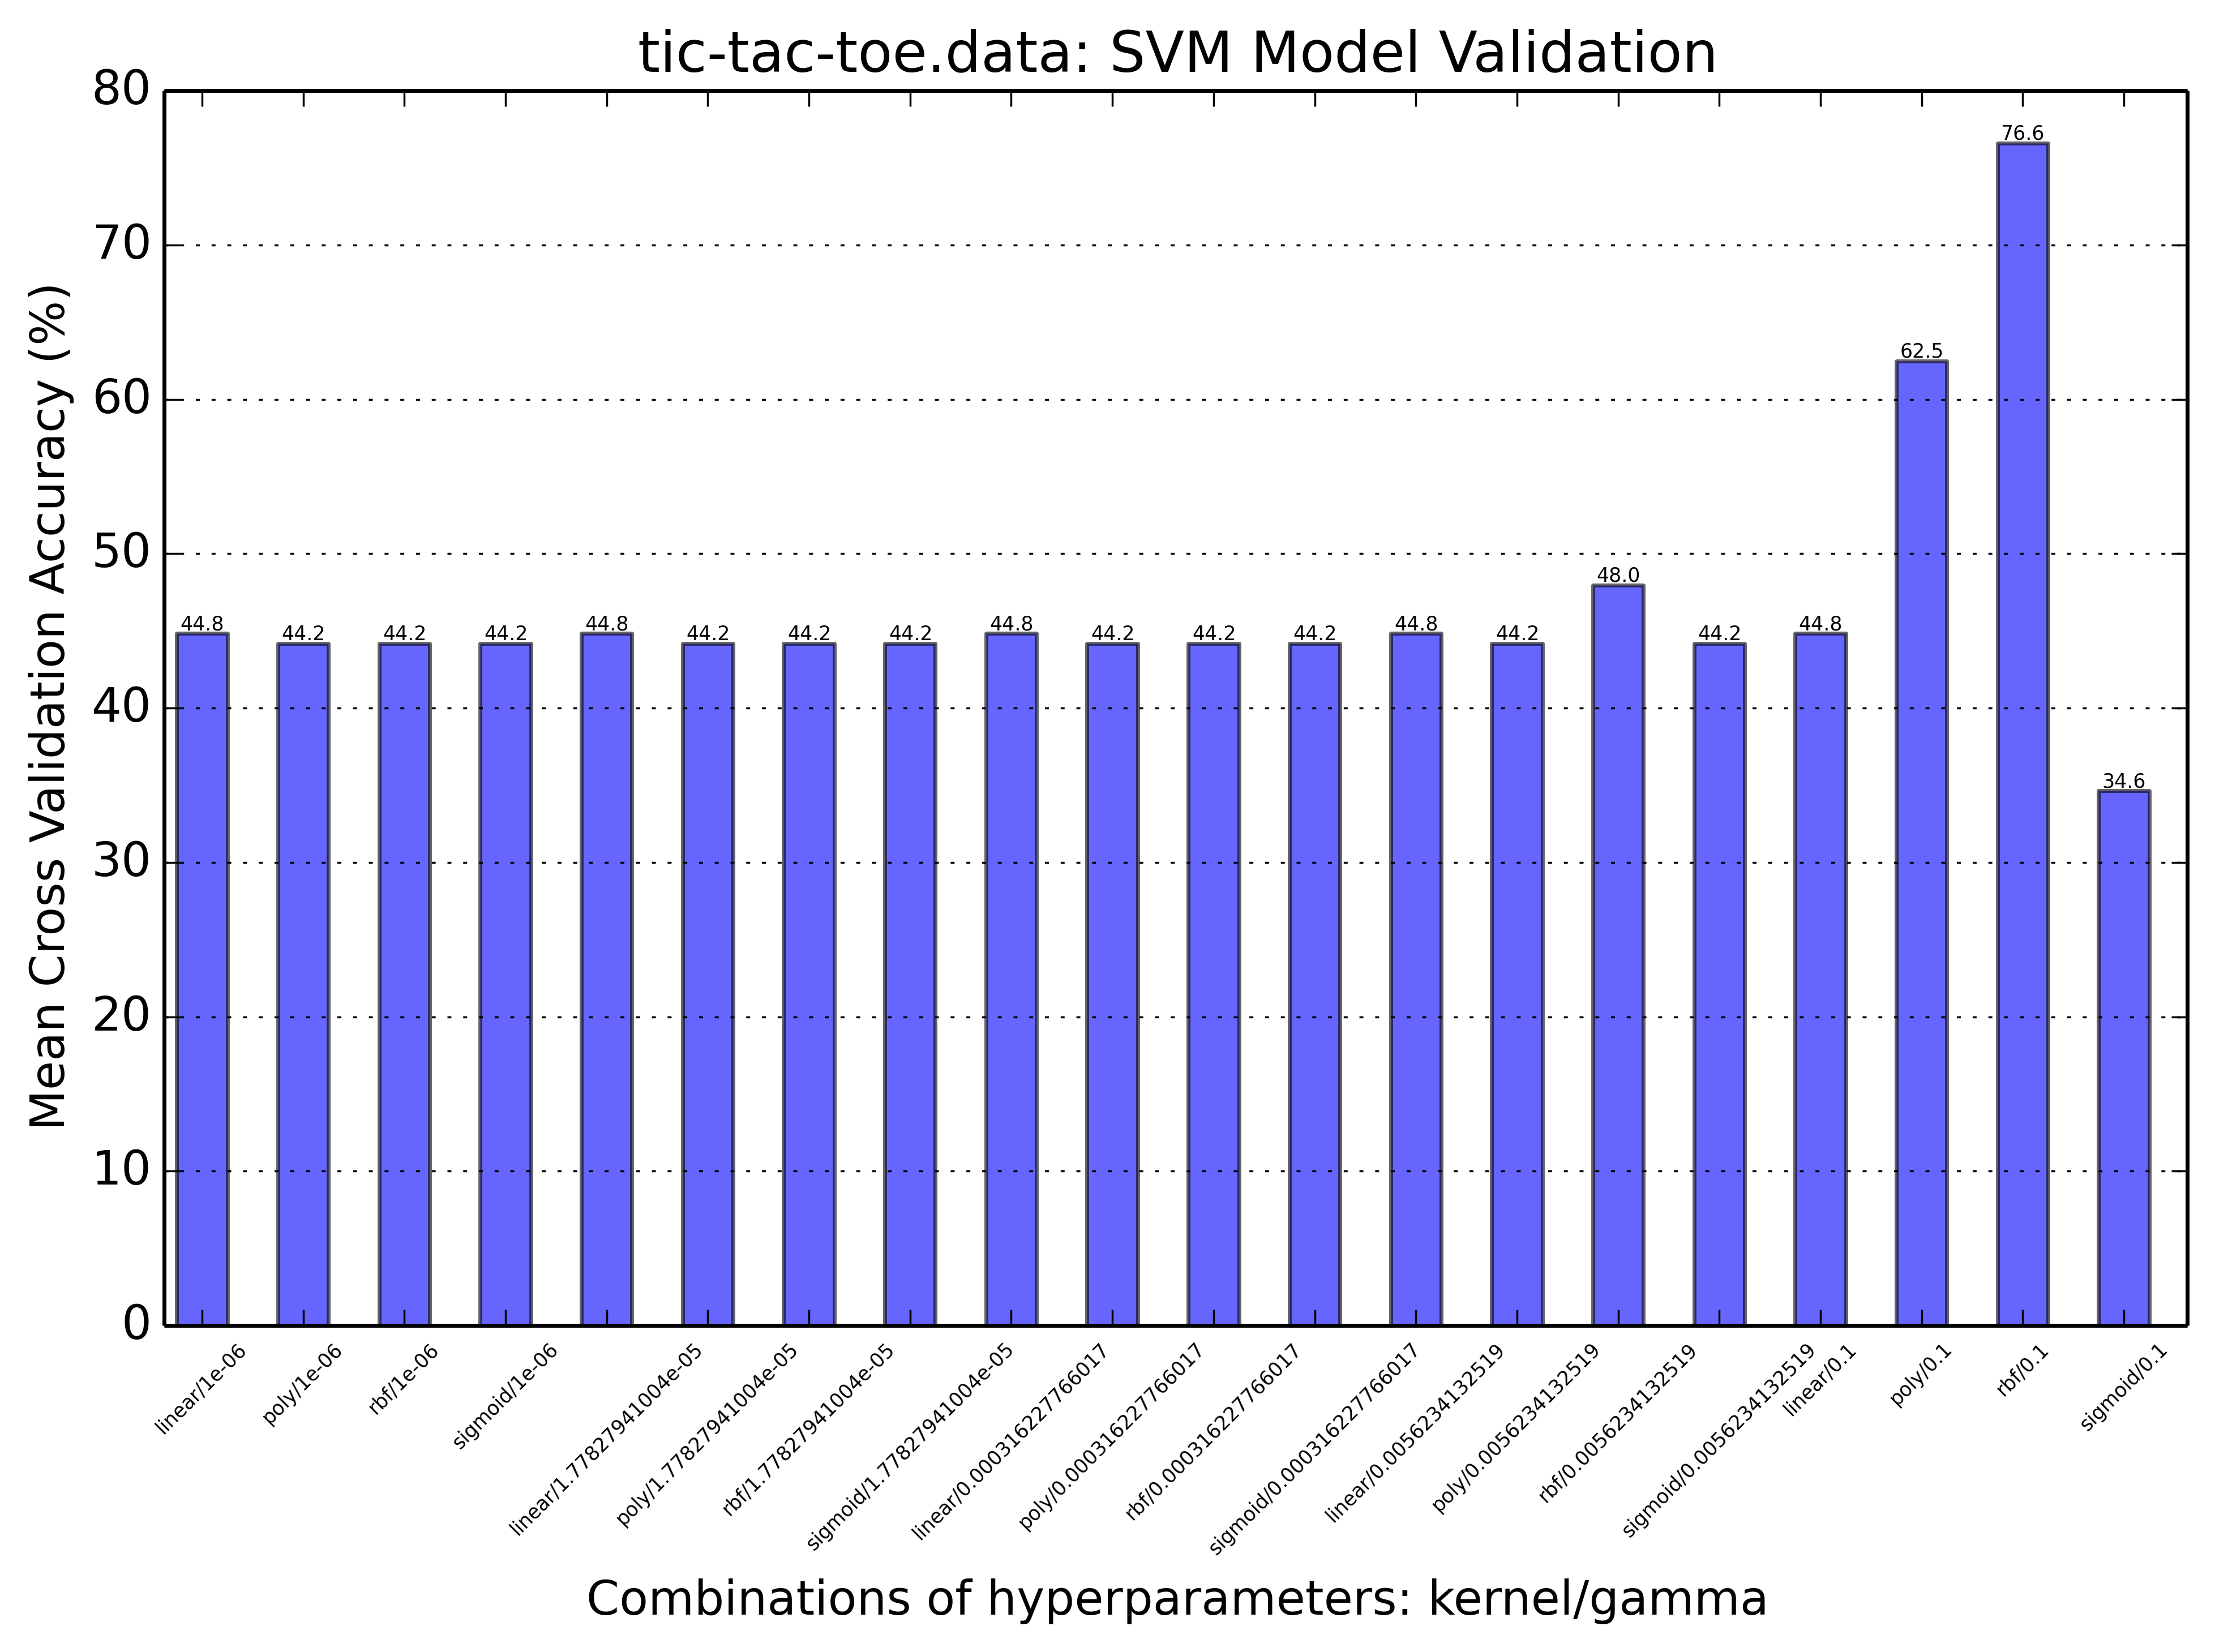 tic-tac-toe.data: SVM Model Validation
Mean Cross Validation Accuracy (%)
80
70
60
50
40
30
20
10
0
44.8
44.2
44.2
44.2
44.8
44.2
44.2
44.2
44.8
44.2
44.2
44.2
44.8
44.2
48.0
44.2
44.8
62.5
76.6
34.6
linear/1e-06
poly/1e-06
rbf/1e-06
sigmoid/1e-06
linear/1.77827941004e-05
poly/1.77827941004e-05
rbf/1.77827941004e-05
sigmoid/1.77827941004e-05
linear/0.000316227766017
poly/0.000316227766017
rbf/0.000316227766017
sigmoid/0.000316227766017
linear/0.0056234132519
poly/0.0056234132519
rbf/0.0056234132519
sigmoid/0.0056234132519
linear/0.1
poly/0.1
rbf/0.1
sigmoid/0.1
Combinations of hyperparameters: kernel/gamma